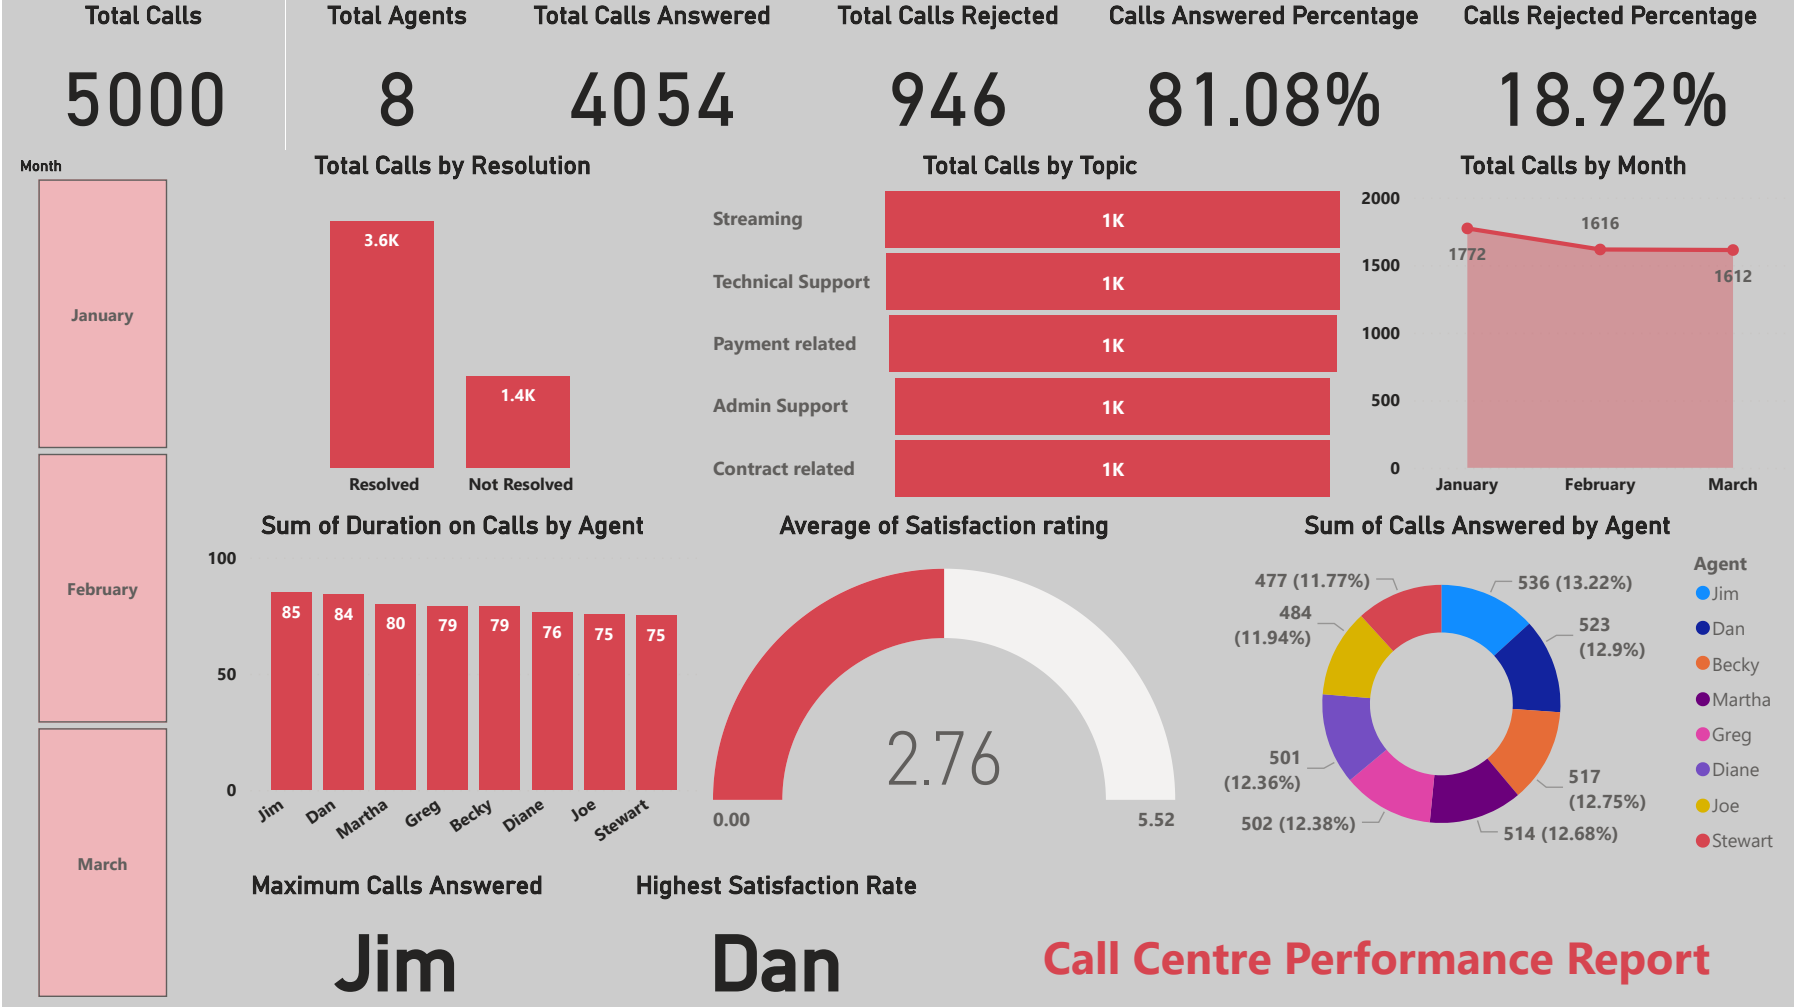 Total Calls
5000
Total Agents
8
Total Calls Answered
4054
Total Calls Rejected
946
Calls Answered Percentage
81.08%
Calls Rejected Percentage
18.92%
Month
January
February
March
Total Calls by Resolution
3.6K
1.4K
Resolved
Not Resolved
Total Calls by Topic
Streaming
1K
Technical Support
1K
Payment related
1K
Admin Support
1K
Contract related
1K
Total Calls by Month
2000
1500
1000
500
0
1772
1616
1612
January
February
March
Sum of Duration on Calls by Agent
100
50
0
85
84
80
79
79
76
75
75
Jim
Dan
Martha
Greg
Becky
Diane
Joe
Stewart
Average of Satisfaction rating
2.76
0.00
5.52
Sum of Calls Answered by Agent
536 (13.22%)
523
(12.9%)
517
(12.75%)
514 (12.68%)
502 (12.38%)
501
(12.36%)
484
(11.94%)
477 (11.77%)
Agent
Jim
Dan
Becky
Martha
Greg
Diane
Joe
Stewart
Maximum Calls Answered
Jim
Highest Satisfaction Rate
Dan
Call Centre Performance Report